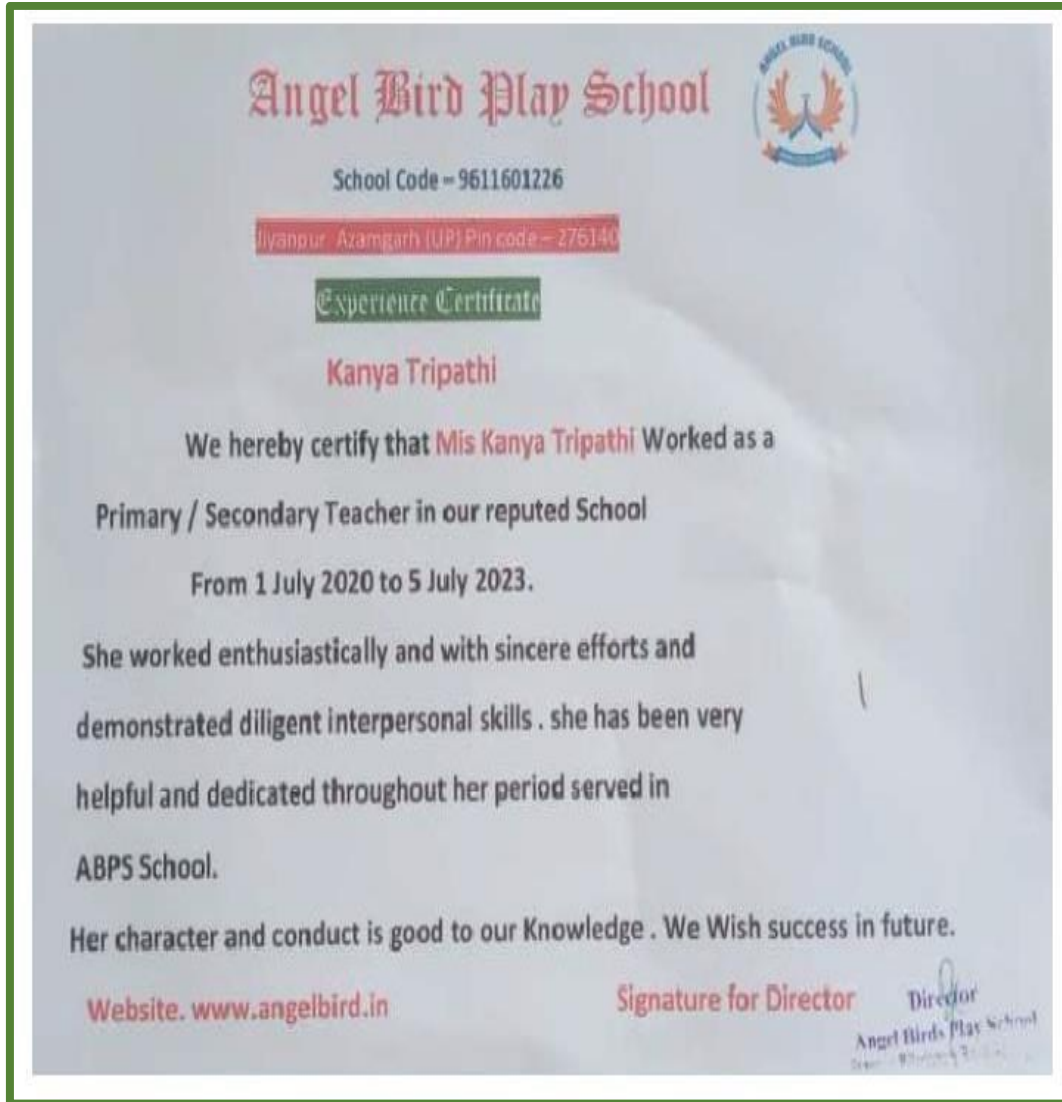 Angel Bird Play School
ANGEL BIRD SCHOOL
School Code – 9611601226
Jiyanpur Azamgarh (UP) Pin code – 276140
Experience Certificate
Kanya Tripathi
We hereby certify that Mis Kanya Tripathi Worked as a
Primary / Secondary Teacher in our reputed School
From 1 July 2020 to 5 July 2023.
She worked enthusiastically and with sincere efforts and
demonstrated diligent interpersonal skills . she has been very
helpful and dedicated throughout her period served in
ABPS School.
Her character and conduct is good to our Knowledge . We Wish success in future.
Website. www.angelbird.in
Signature for Director
Director
Angel Birds Play School